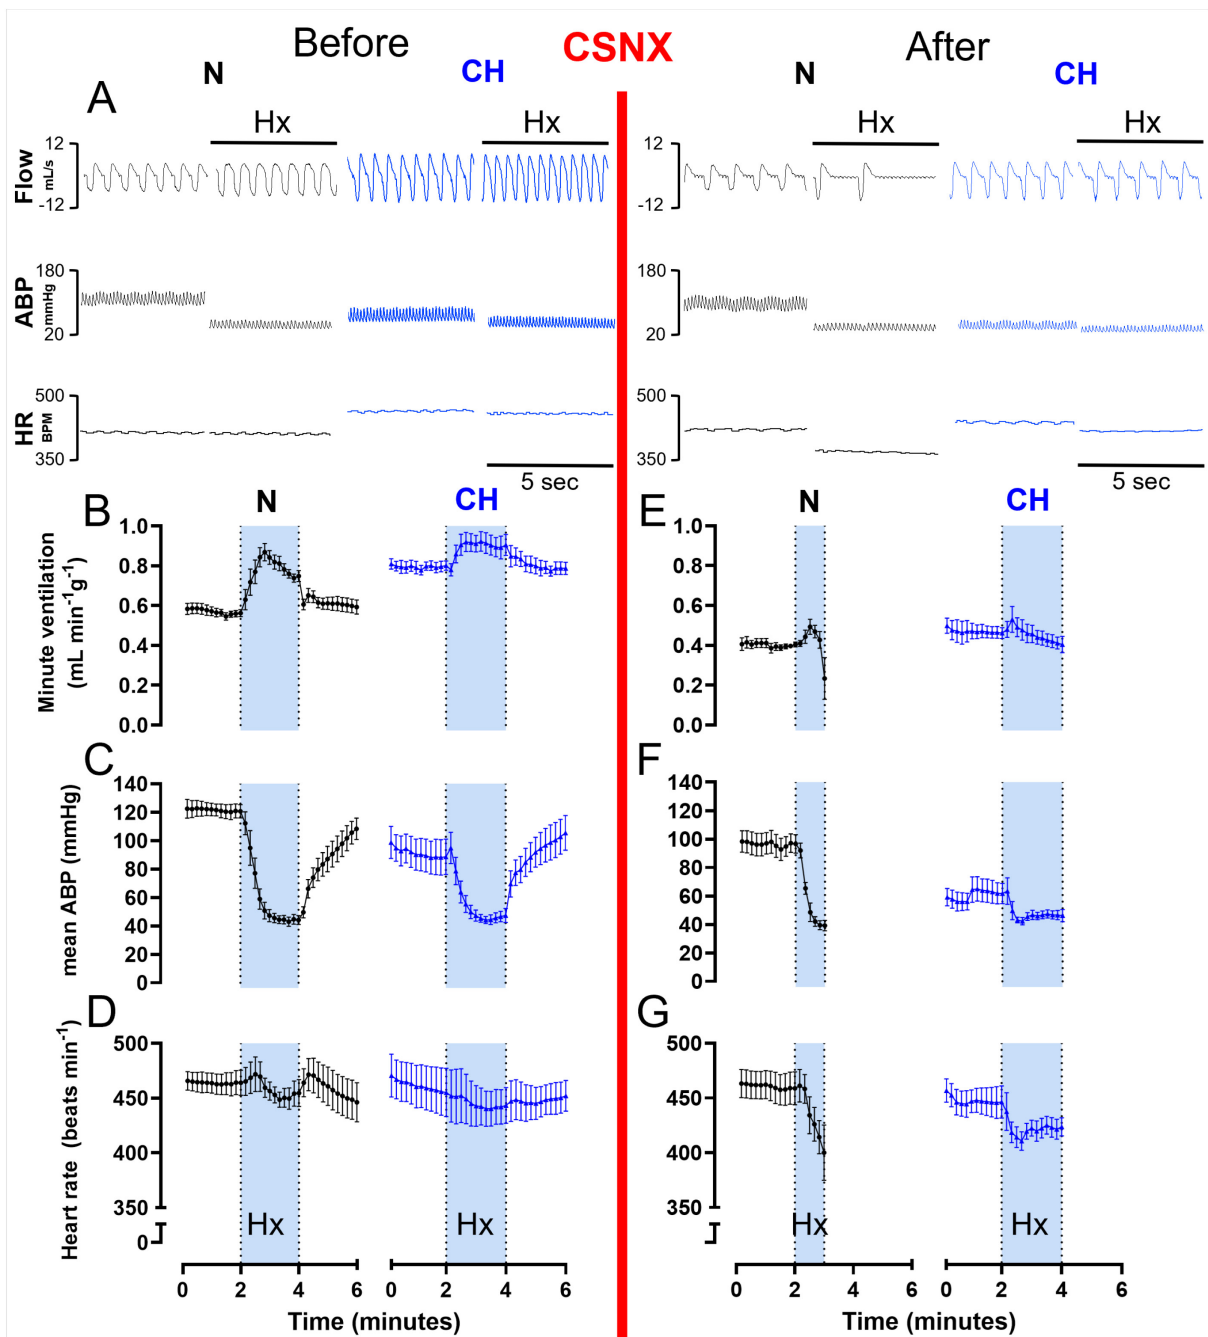 Before CSNX After
N CH N CH
A
Hx Hx Hx Hx
Flow mL/s 12 -12 12 -12
ABP mmHg 180 20 180 20
HR BPM 500 350 500 350
5 sec 5 sec
B N CH
Minute ventilation (mL min⁻¹g⁻¹)
1.0
0.8
0.6
0.4
0.2
0.0
E N CH
1.0
0.8
0.6
0.4
0.2
0.0
C
mean ABP (mmHg)
140
120
100
80
60
40
20
0
F
140
120
100
80
60
40
20
0
D
Heart rate (beats min⁻¹)
500
450
400
350
0
Hx Hx
0 2 4 6 0 2 4 6
Time (minutes)
G
500
450
400
350
Hx Hx
0 2 4 6 0 2 4 6
Time (minutes)